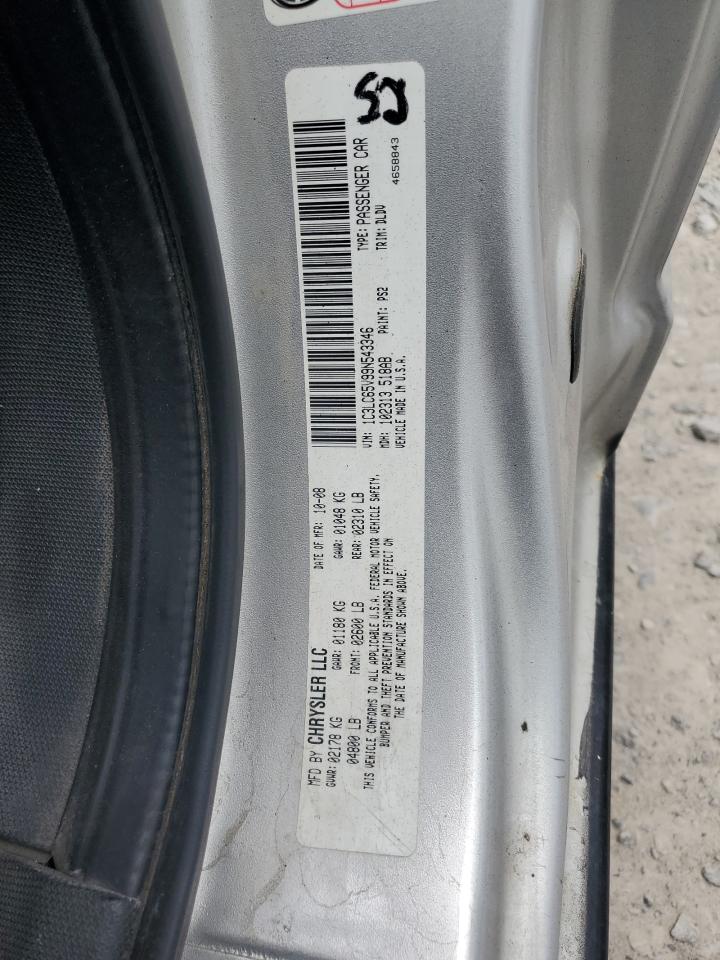 MFD BY CHRYSLER LLC
DATE OF MFR: 10-08
GVWR: 02178 KG
GAWR: 01180 KG
GAWR: 01048 KG
04800 LB
FRONT: 02600 LB
REAR: 02310 LB
THIS VEHICLE CONFORMS TO ALL APPLICABLE U.S.A. FEDERAL MOTOR VEHICLE SAFETY,
BUMPER AND THEFT PREVENTION STANDARDS IN EFFECT ON
THE DATE OF MANUFACTURE SHOWN ABOVE.
VIN: 1C3LC65V99N543346
TYPE: PASSENGER CAR
MDH: 102313 518AB
PAINT: PS2
TRIM: DLDV
VEHICLE MADE IN U.S.A.
4658843